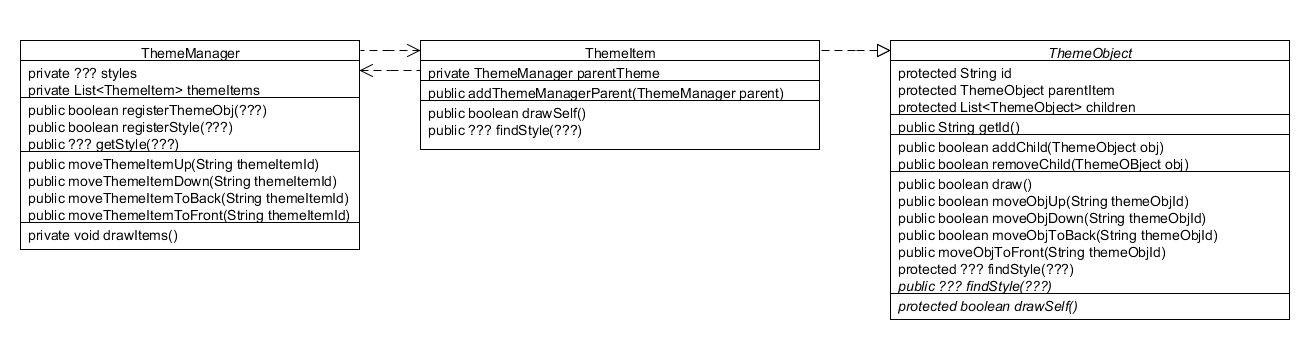 ThemeManager
private ??? styles
private List<ThemeItem> themeItems
public boolean registerThemeObj(???)
public boolean registerStyle(???)
public ??? getStyle(???)
public moveThemeItemUp(String themeItemId)
public moveThemeItemDown(String themeItemId)
public moveThemeItemToBack(String themeItemId)
public moveThemeItemToFront(String themeItemId)
private void drawItems()
ThemeItem
private ThemeManager parentTheme
public addThemeManagerParent(ThemeManager parent)
public boolean drawSelf()
public ??? findStyle(???)
ThemeObject
protected String id
protected ThemeObject parentItem
protected List<ThemeObject> children
public String getId()
public boolean addChild(ThemeObject obj)
public boolean removeChild(ThemeOBject obj)
public boolean draw()
public boolean moveObjUp(String themeObjId)
public boolean moveObjDown(String themeObjId)
public boolean moveObjToBack(String themeObjId)
public moveObjToFront(String themeObjId)
protected ??? findStyle(???)
public ??? findStyle(???)
protected boolean drawSelf()